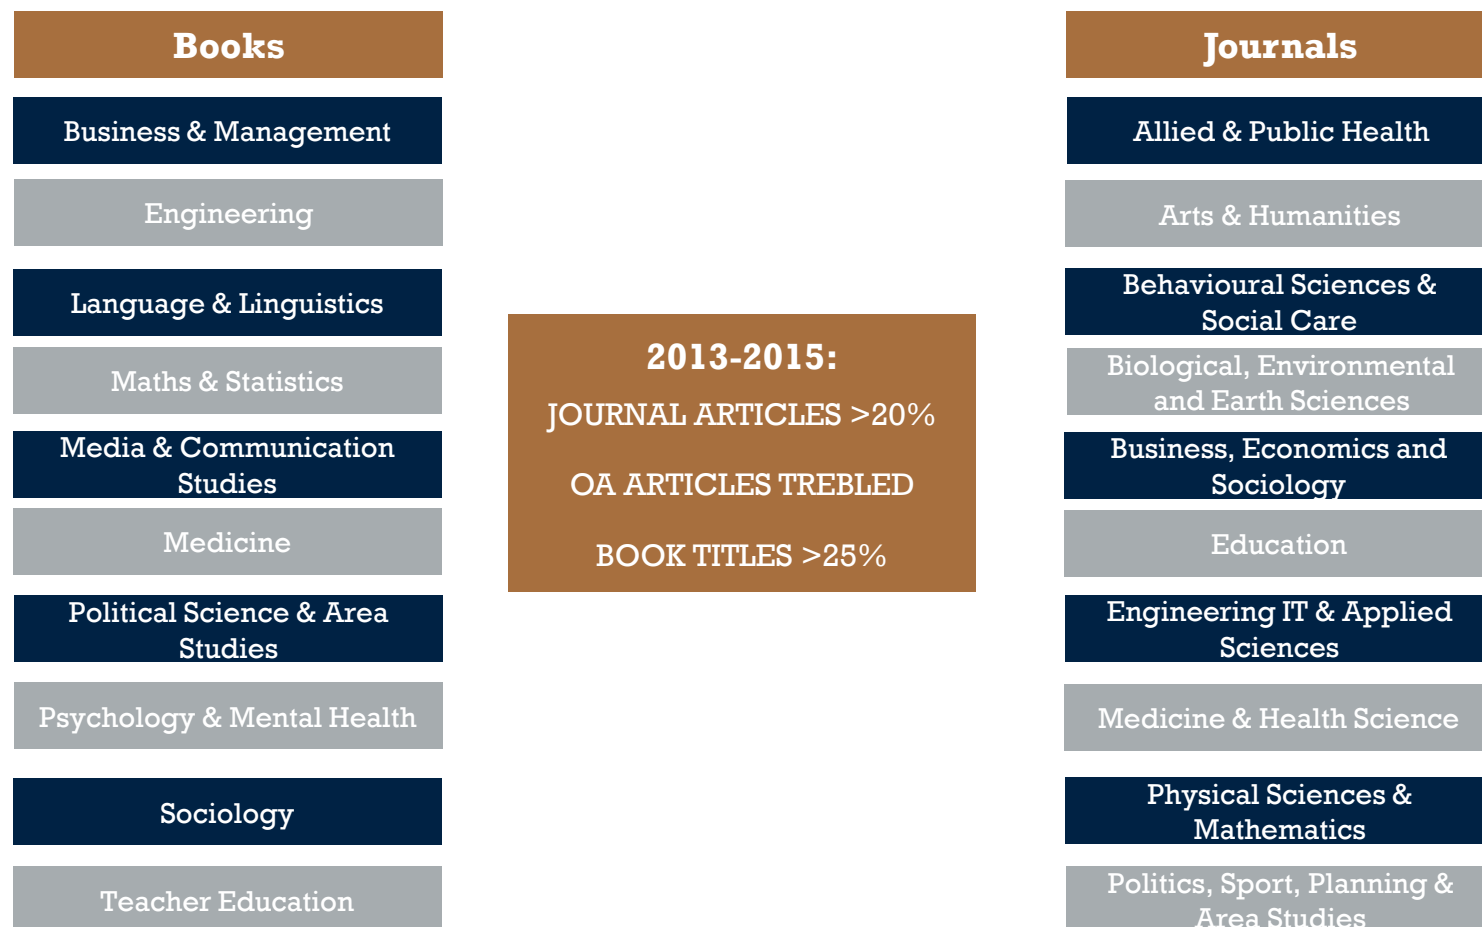 Books
Business & Management
Engineering
Language & Linguistics
Maths & Statistics
Media & Communication
Studies
Medicine
Political Science & Area
Studies
Psychology & Mental Health
Sociology
Teacher Education
2013-2015:
JOURNAL ARTICLES >20%
OA ARTICLES TREBLED
BOOK TITLES >25%
Journals
Allied & Public Health
Arts & Humanities
Behavioural Sciences &
Social Care
Biological, Environmental
and Earth Sciences
Business, Economics and
Sociology
Education
Engineering IT & Applied
Sciences
Medicine & Health Science
Physical Sciences &
Mathematics
Politics, Sport, Planning &
Area Studies